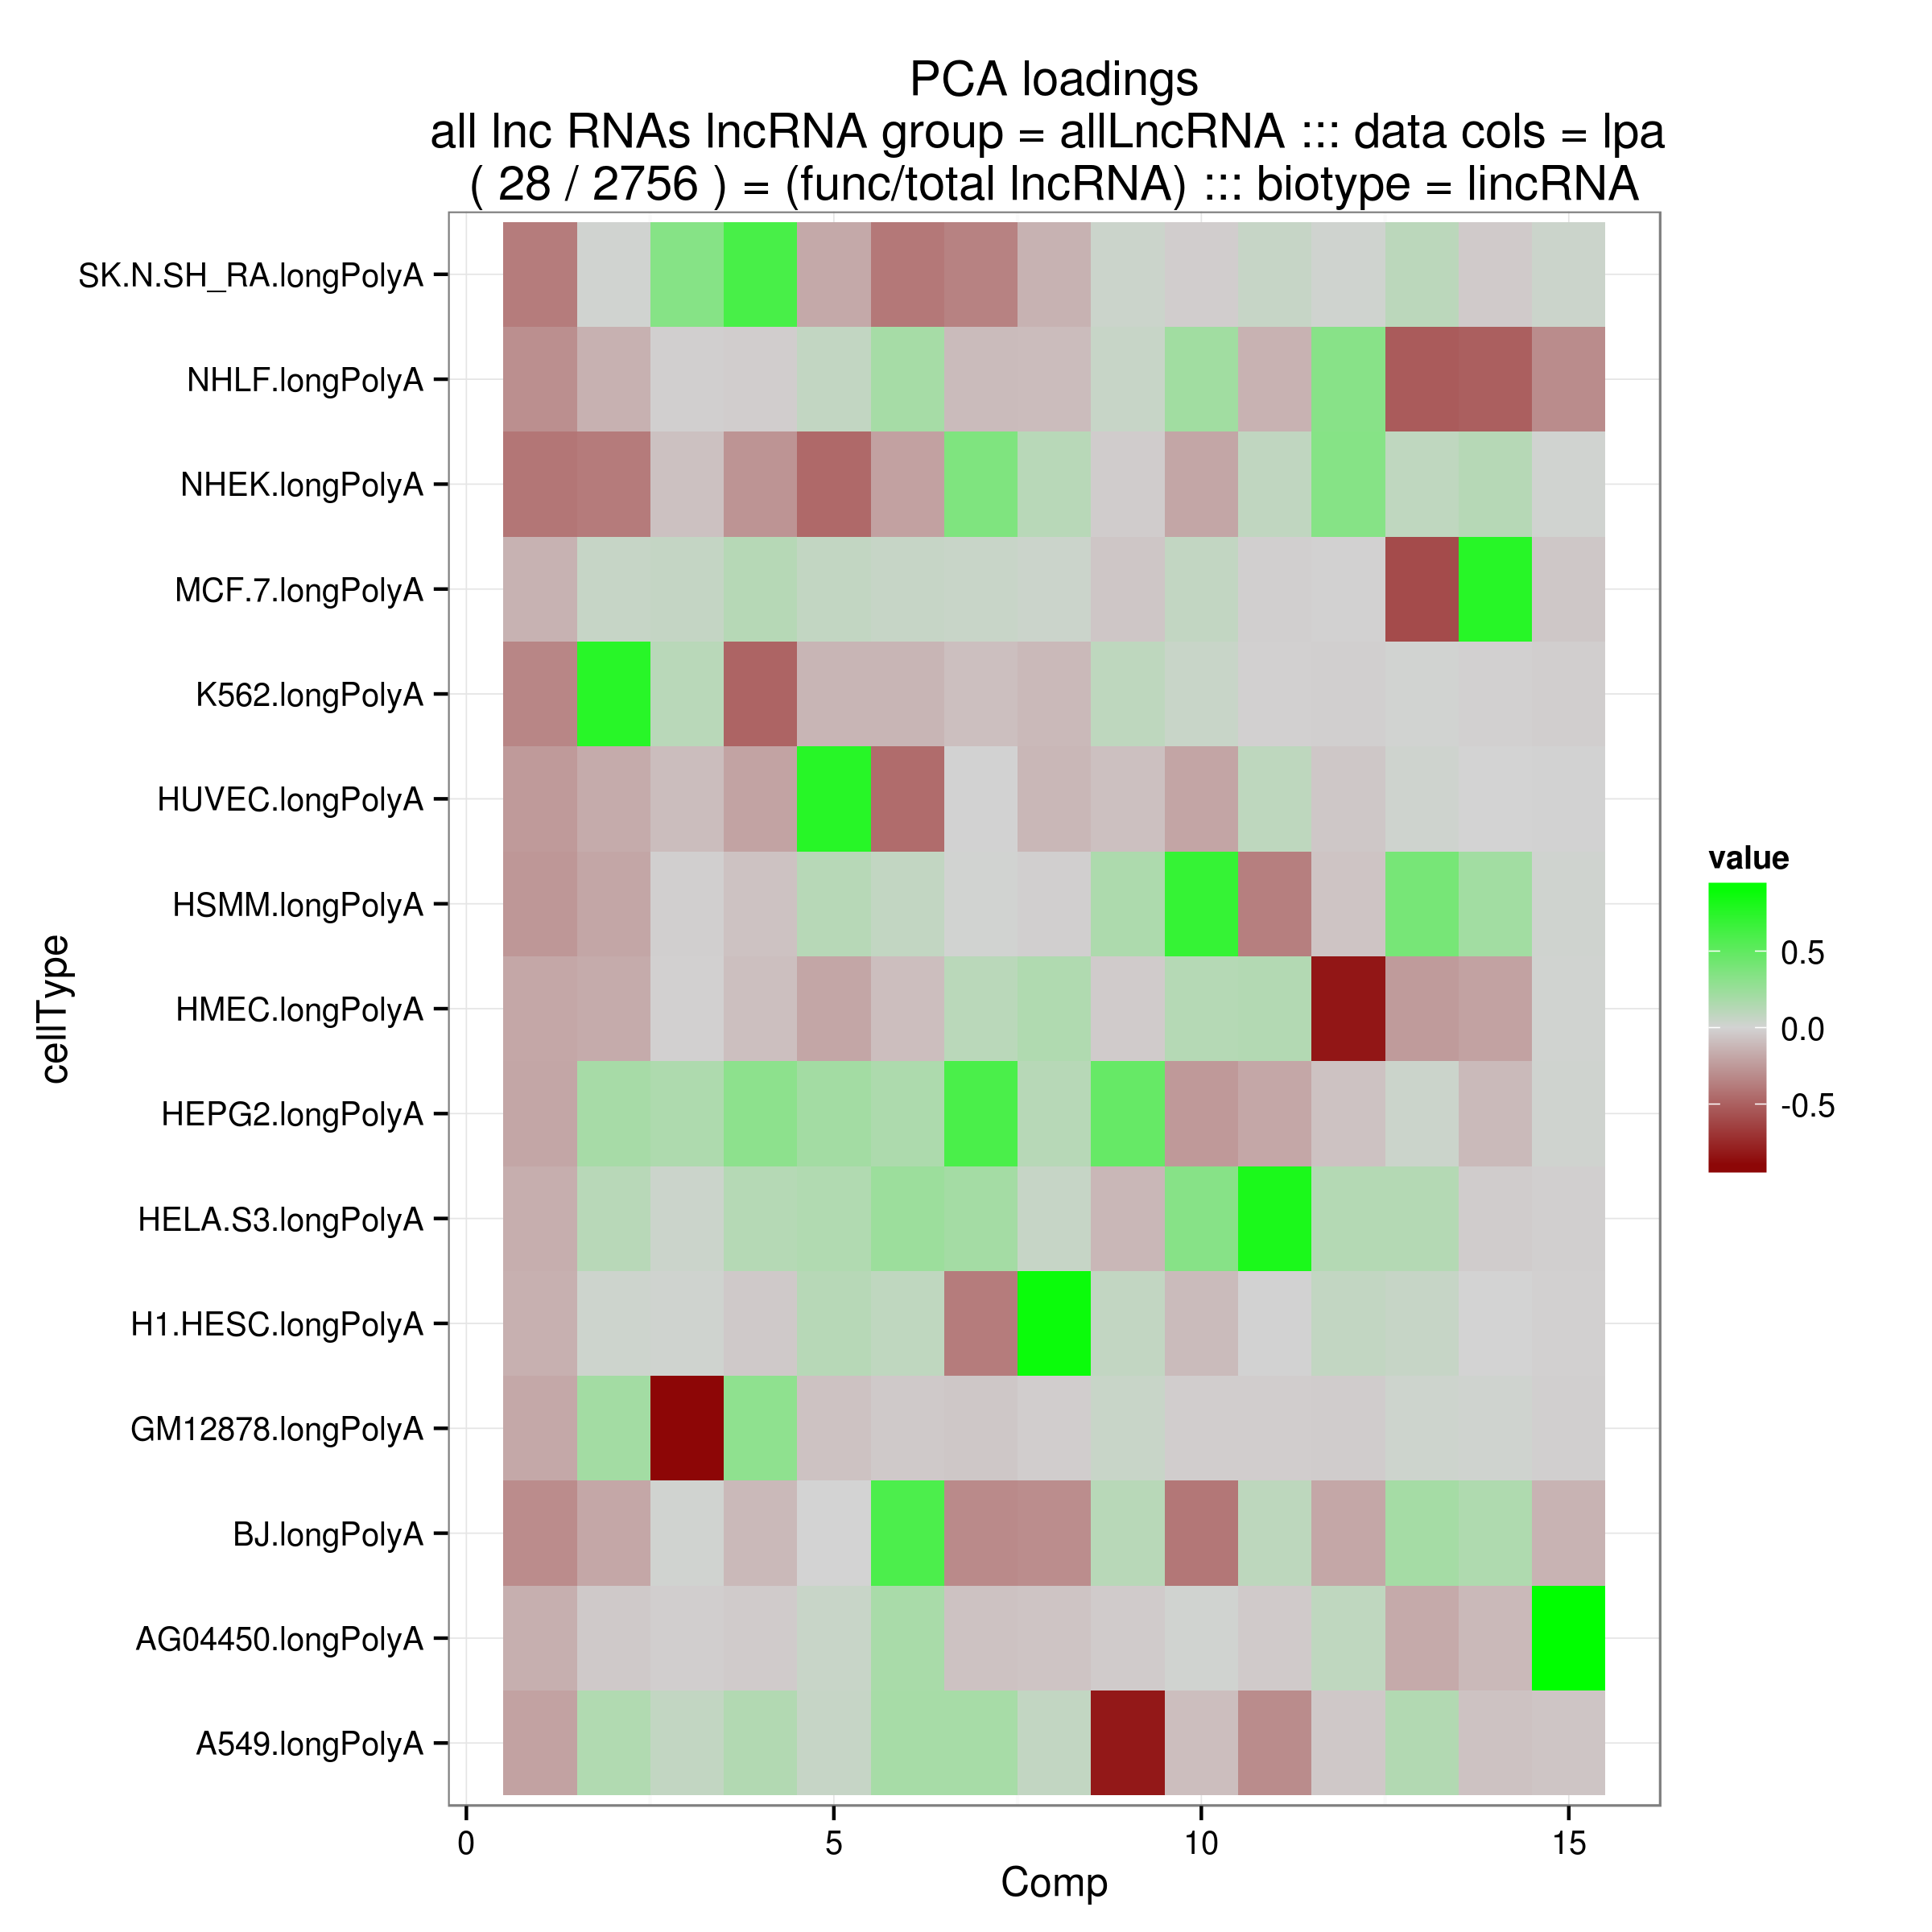 PCA loadings
all lnc RNAs lncRNA group = allLncRNA ::: data cols = lpa
( 28 / 2756 ) = (func/total lncRNA) ::: biotype = lincRNA
cellType
SK.N.SH_RA.longPolyA
NHLF.longPolyA
NHEK.longPolyA
MCF.7.longPolyA
K562.longPolyA
HUVEC.longPolyA
HSMM.longPolyA
HMEC.longPolyA
HEPG2.longPolyA
HELA.S3.longPolyA
H1.HESC.longPolyA
GM12878.longPolyA
BJ.longPolyA
AG04450.longPolyA
A549.longPolyA
0 5 10 15
Comp
value
0.5
0.0
-0.5